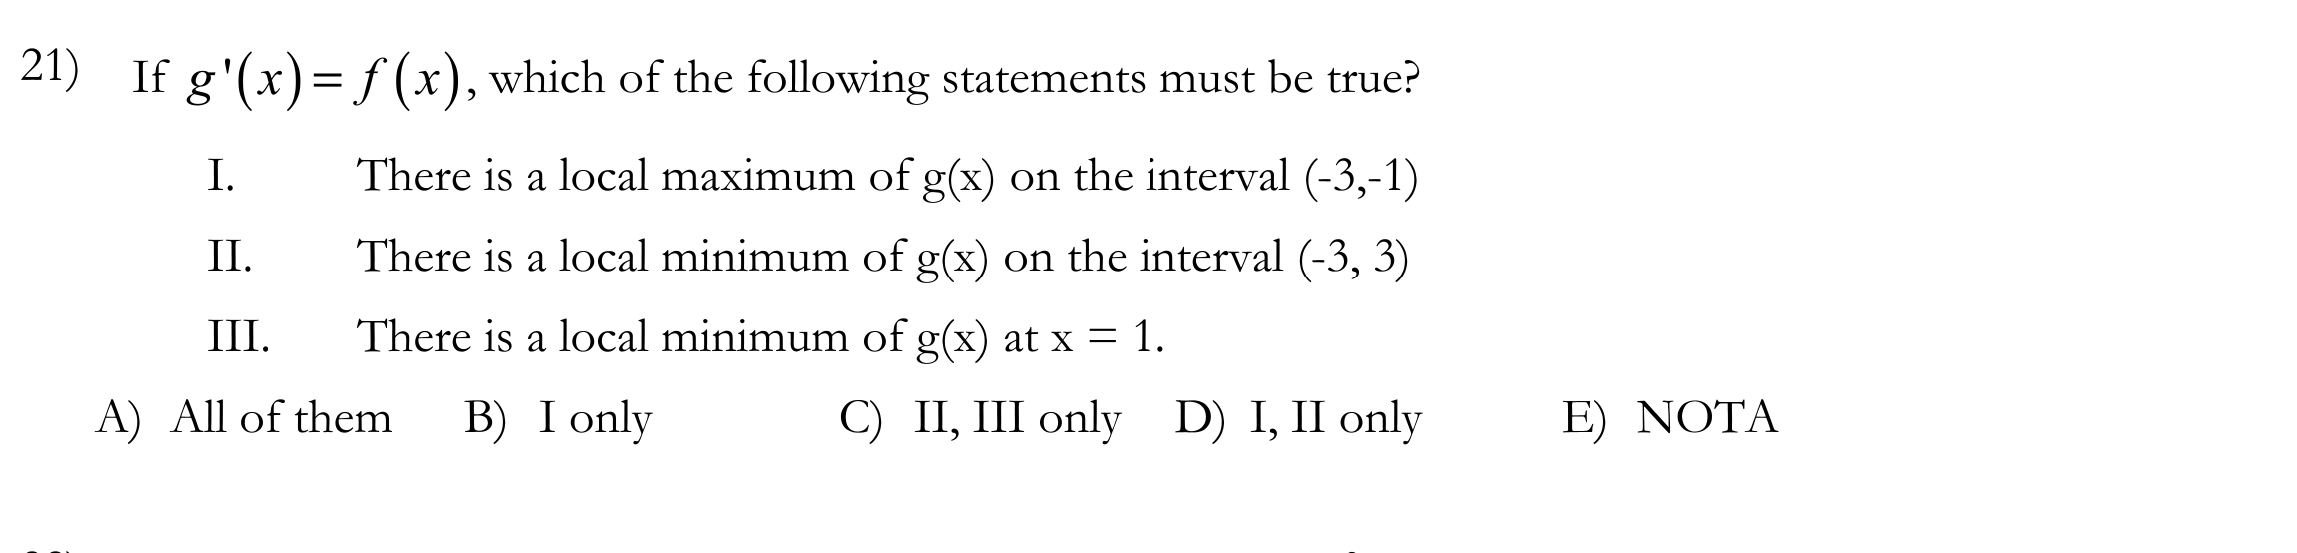 21) If g'(x)=f(x), which of the following statements must be true?
I. There is a local maximum of g(x) on the interval (-3,-1)
II. There is a local minimum of g(x) on the interval (-3, 3)
III. There is a local minimum of g(x) at x = 1.
A) All of them B) I only C) II, III only D) I, II only E) NOTA